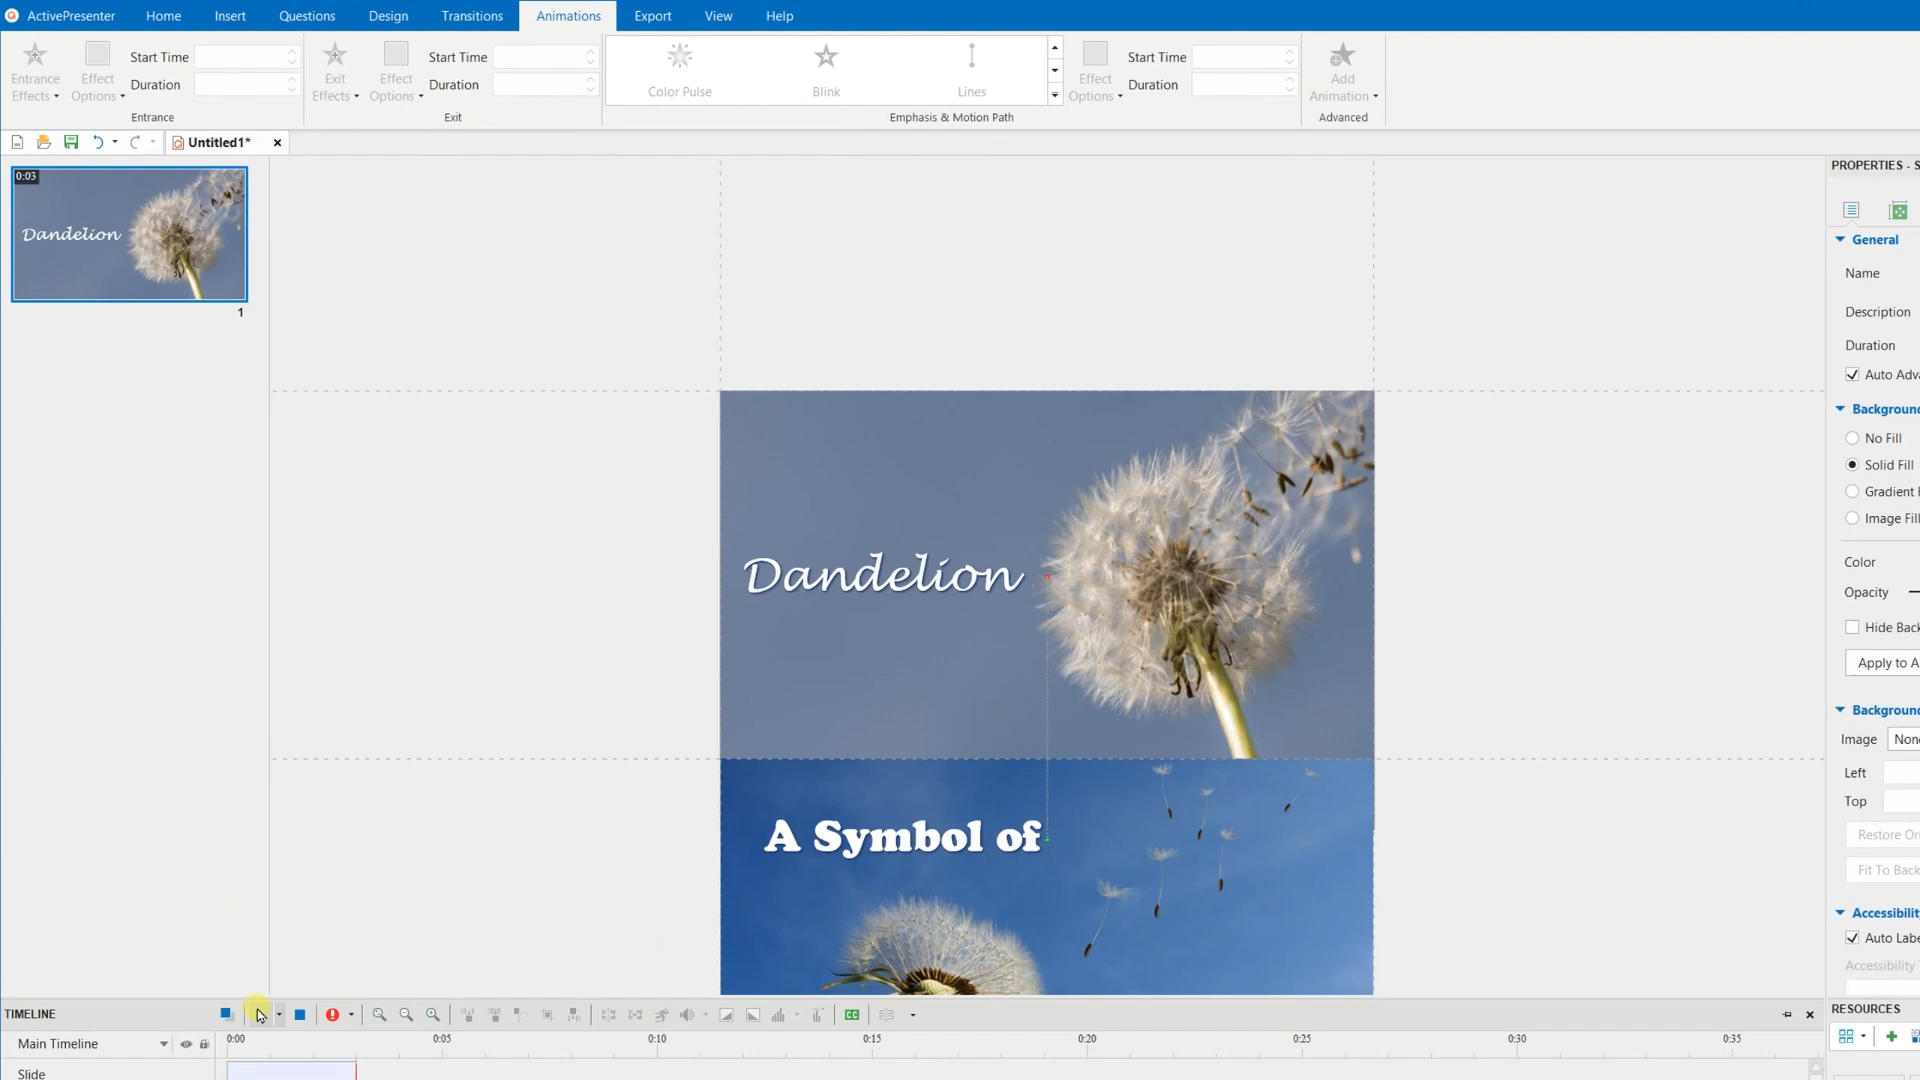 ActivePresenter Home Insert Questions Design Transitions Animations Export View Help
Entrance Effects
Effect Options
Start Time
Duration
Entrance
Exit Effects
Effect Options
Start Time
Duration
Exit
Color Pulse
Blink
Lines
Effect Options
Start Time
Duration
Emphasis & Motion Path
Add Animation
Advanced
Untitled1*
0:03
Dandelion
1
Dandelion
A Symbol of
PROPERTIES - S
General
Name
Description
Duration
Auto Adva
Background
No Fill
Solid Fill
Gradient F
Image Fill
Color
Opacity
Hide Back
Apply to A
Background
Image None
Left
Top
Restore Ori
Fit To Back
Accessibility
Auto Labe
Accessibility
TIMELINE
CC
RESOURCES
Main Timeline
0:00 0:05 0:10 0:15 0:20 0:25 0:30 0:35
Slide